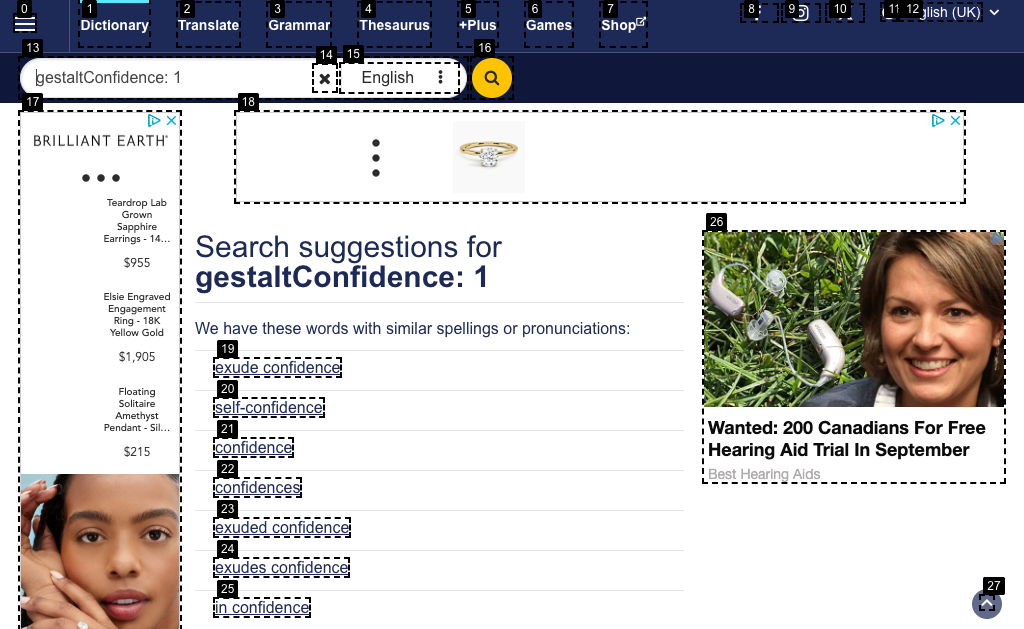 0
1
2
3
4
5
6
7
8
9
10
11
12
Dictionary
Translate
Grammar
Thesaurus
+Plus
Games
Shop
glish (UK)
13
14
15
16
gestaltConfidence: 1
English
17
18
BRILLIANT EARTH
Teardrop Lab
Grown
Sapphire
Earrings - 14...
$955
Elsie Engraved
Engagement
Ring - 18K
Yellow Gold
$1,905
Floating
Solitaire
Amethyst
Pendant - Sil...
$215
Search suggestions for
gestaltConfidence: 1
We have these words with similar spellings or pronunciations:
19
exude confidence
20
self-confidence
21
confidence
22
confidences
23
exuded confidence
24
exudes confidence
25
in confidence
26
Wanted: 200 Canadians For Free
Hearing Aid Trial In September
Best Hearing Aids
27